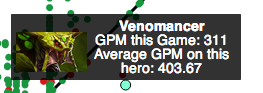 Venomancer
GPM this Game: 311
Average GPM on this
hero: 403.67